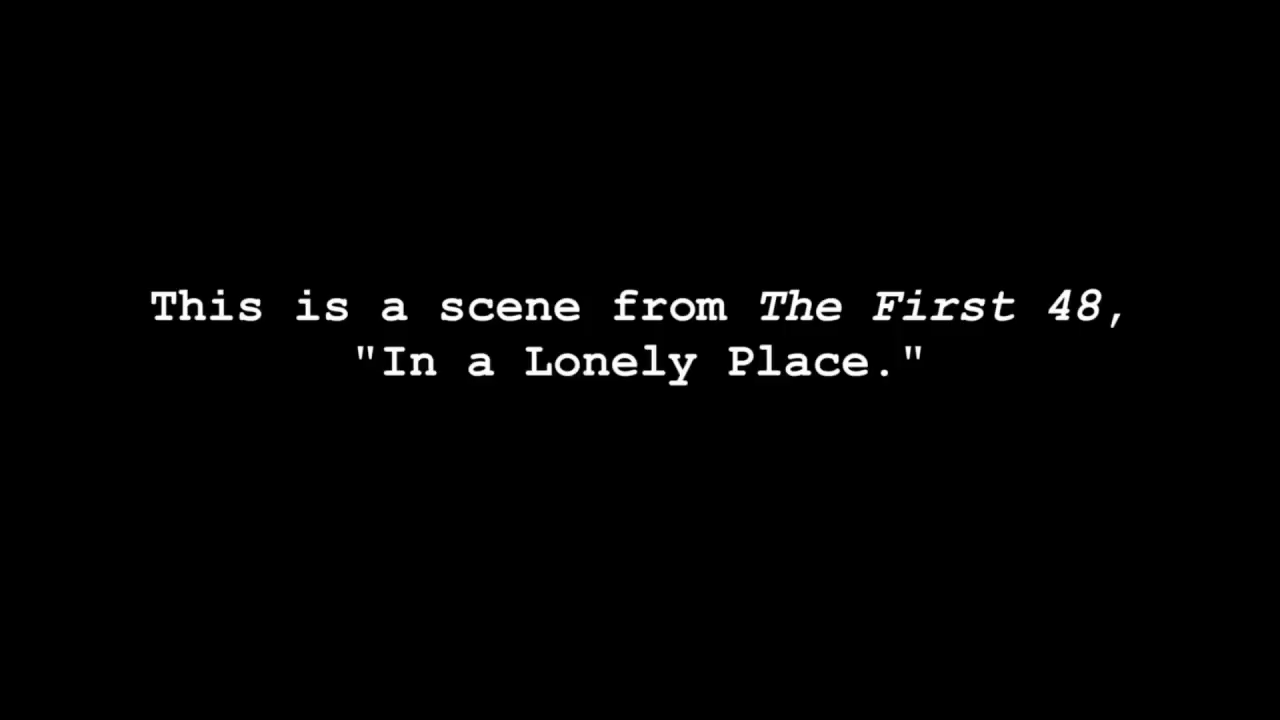 This is a scene from The First 48,
"In a Lonely Place."